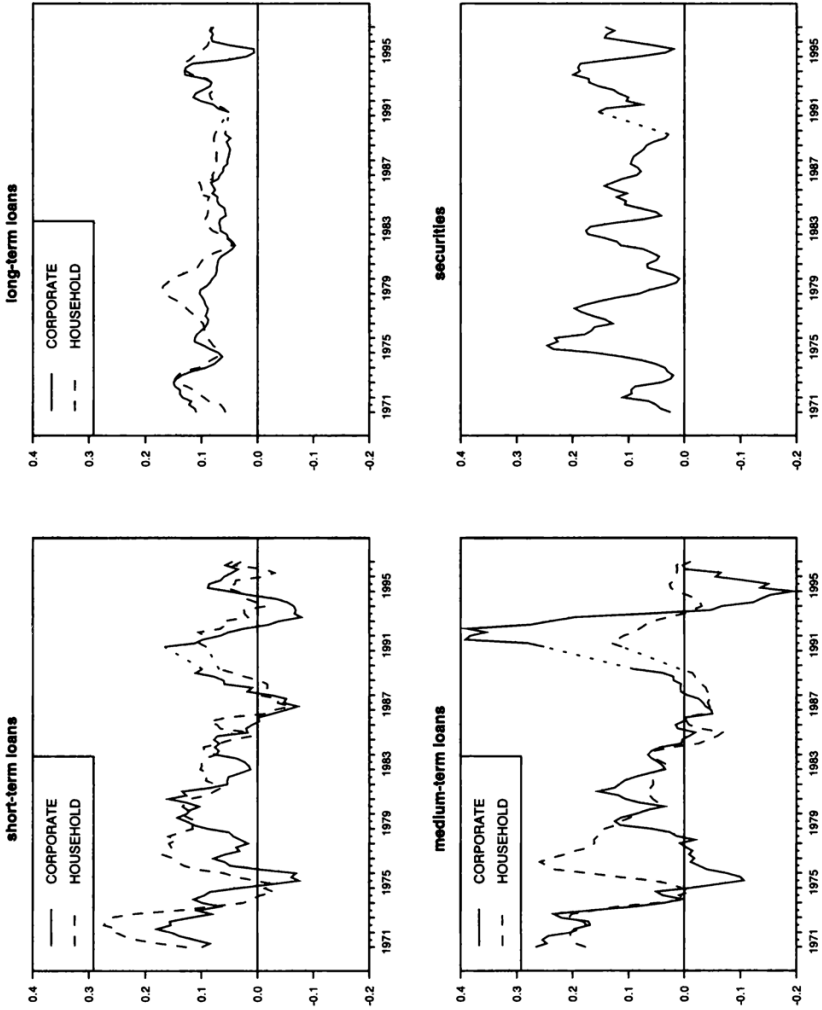 short-term loans
CORPORATE
HOUSEHOLD
0.4
0.3
0.2
0.1
0.0
-0.1
-0.2
1971 1975 1979 1983 1987 1991 1995
long-term loans
CORPORATE
HOUSEHOLD
0.4
0.3
0.2
0.1
0.0
-0.1
-0.2
1971 1975 1979 1983 1987 1991 1995
medium-term loans
CORPORATE
HOUSEHOLD
0.4
0.3
0.2
0.1
0.0
-0.1
-0.2
1971 1975 1979 1983 1987 1991 1995
securities
0.4
0.3
0.2
0.1
0.0
-0.1
-0.2
1971 1975 1979 1983 1987 1991 1995